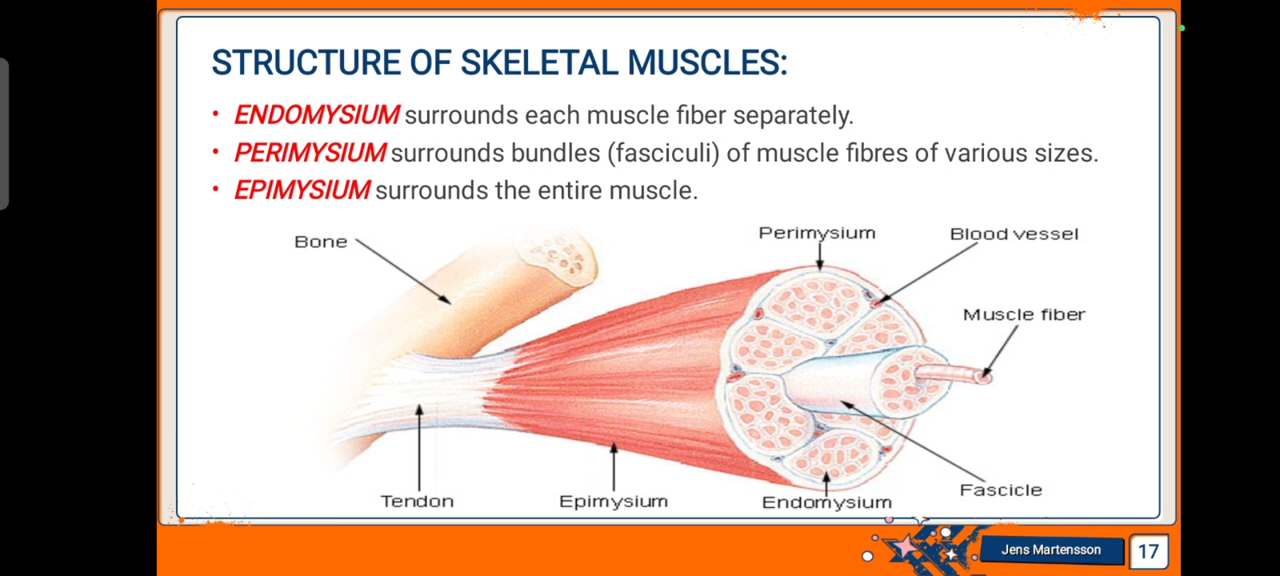 STRUCTURE OF SKELETAL MUSCLES:
• ENDOMYSIUM surrounds each muscle fiber separately.
• PERIMYSIUM surrounds bundles (fasciculi) of muscle fibres of various sizes.
• EPIMYSIUM surrounds the entire muscle.
Bone
Perimysium
Blood vessel
Muscle fiber
Tendon
Epimysium
Endomysium
Fascicle
Jens Martensson
17